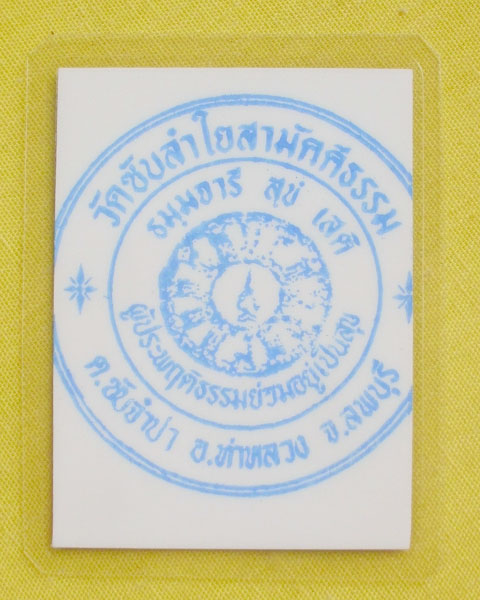 วัดซับลำใยสามัคคีธรรม
ธมฺมจารี สุขํ เสติ
ผู้ประพฤติธรรมย่อมอยู่เป็นสุข
ต.ซับจำปา อ.ท่าหลวง จ.ลพบุรี